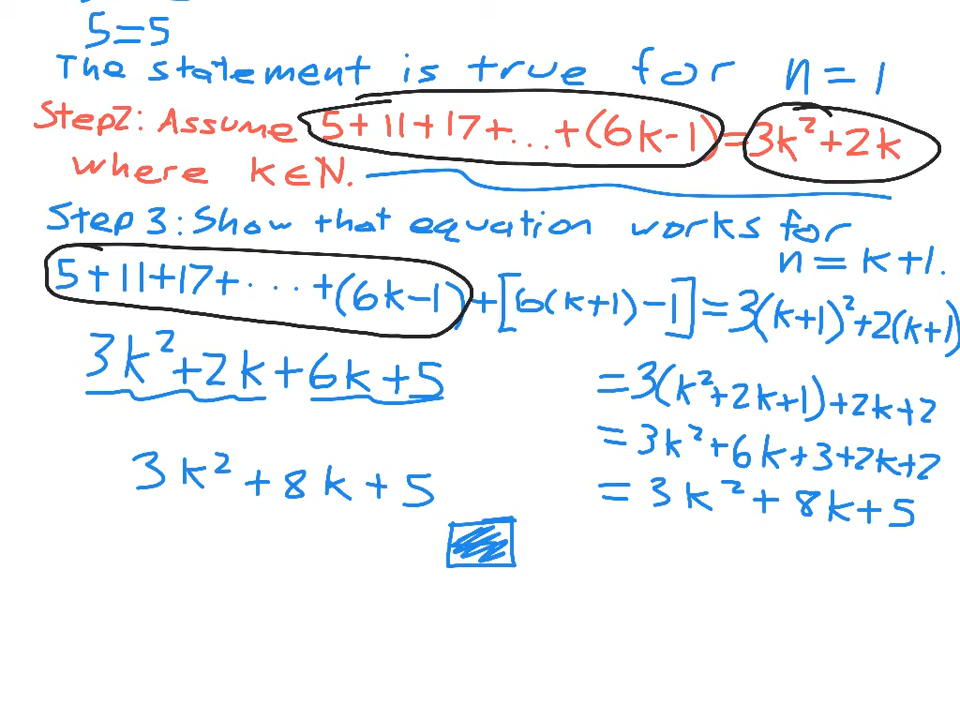 5=5
The statement is true for n=1
Step2: Assume 5+11+17+...+(6k-1)=3k²+2k
where k∈N.
Step 3: Show that equation works for
n=k+1.
5+11+17+...+(6k-1)+[6(k+1)-1]=3(k+1)²+2(k+1)
3k²+2k+6k+5
=3(k²+2k+1)+2k+2
=3k²+6k+3+2k+2
3k²+8k+5
=3k²+8k+5